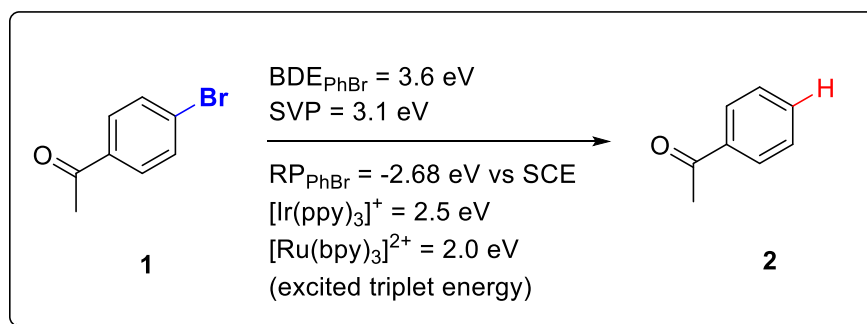 Br
O
1
BDE_PhBr = 3.6 eV
SVP = 3.1 eV
RP_PhBr = -2.68 eV vs SCE
[Ir(ppy)₃]⁺ = 2.5 eV
[Ru(bpy)₃]²⁺ = 2.0 eV
(excited triplet energy)
H
O
2